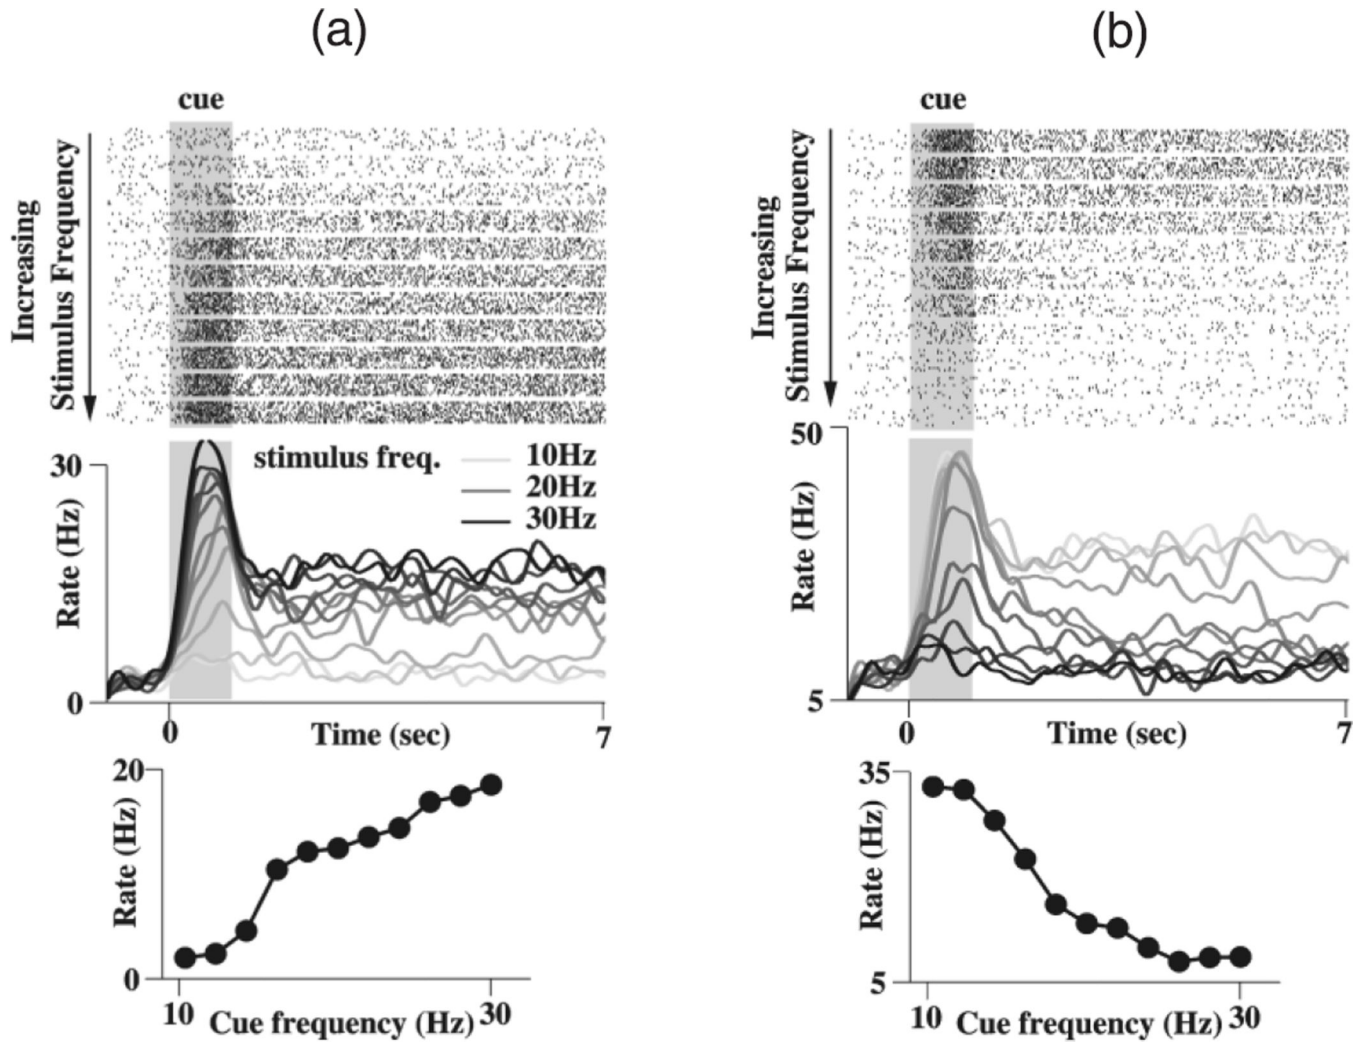 (a)
cue
Increasing
Stimulus Frequency
30
Rate (Hz)
0
stimulus freq.
10Hz
20Hz
30Hz
0
Time (sec)
7
20
Rate (Hz)
0
10
Cue frequency (Hz)
30
(b)
cue
Increasing
Stimulus Frequency
50
Rate (Hz)
5
0
Time (sec)
7
35
Rate (Hz)
5
10
Cue frequency (Hz)
30